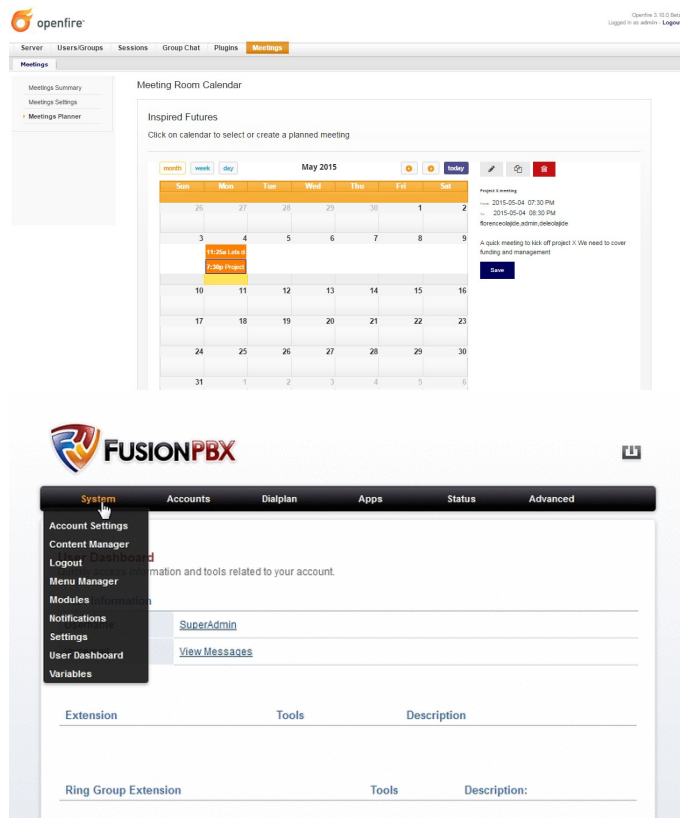 openfire™
Openfire 3.10.0 Beta
Logged in as admin - Logout
Server Users/Groups Sessions Group Chat Plugins Meetings
Meetings
Meetings Summary
Meetings Settings
Meetings Planner
Meeting Room Calendar
Inspired Futures
Click on calendar to select or create a planned meeting
month week day May 2015 today
Sun Mon Tue Wed Thu Fri Sat
26 27 28 29 30 1 2
3 4 5 6 7 8 9
11:25a Lets d
7:30p Project
10 11 12 13 14 15 16
17 18 19 20 21 22 23
24 25 26 27 28 29 30
31 1 2 3 4 5 6
Project X meeting
2015-05-04 07:30 PM
2015-05-04 08:30 PM
florenceolajide,admin,deleolajide
A quick meeting to kick off project X We need to cover
funding and management
Save
FUSIONPBX
System Accounts Dialplan Apps Status Advanced
Account Settings
Content Manager
Logout
Menu Manager
Modules
Notifications
Settings
User Dashboard
Variables
User Dashboard
information and tools related to your account.
Information
SuperAdmin
View Messages
Extension Tools Description
Ring Group Extension Tools Description: